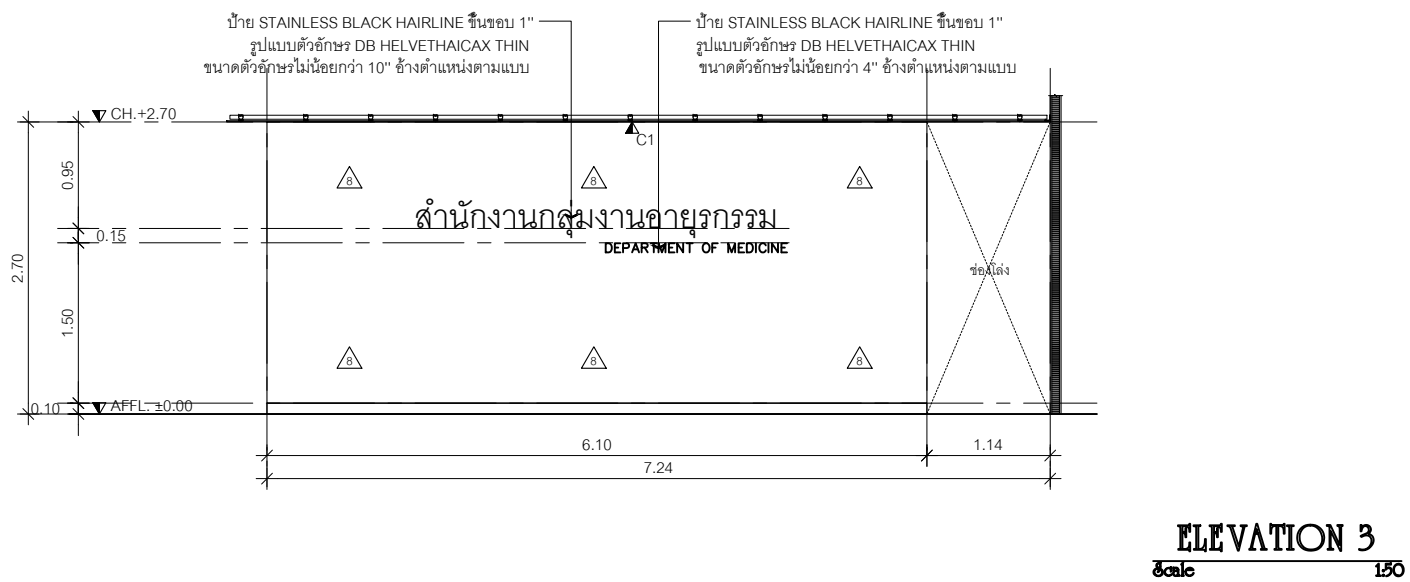 ป้าย STAINLESS BLACK HAIRLINE ขึ้นขอบ 1"
รูปแบบตัวอักษร DB HELVETHAICAX THIN
ขนาดตัวอักษรไม่น้อยกว่า 10" อ้างตำแหน่งตามแบบ
ป้าย STAINLESS BLACK HAIRLINE ขึ้นขอบ 1"
รูปแบบตัวอักษร DB HELVETHAICAX THIN
ขนาดตัวอักษรไม่น้อยกว่า 4" อ้างตำแหน่งตามแบบ
CH.+2.70
C1
0.95
8 8 8
สำนักงานกลุ่มงานอายุรกรรม
0.15
DEPARTMENT OF MEDICINE
2.70
ช่องโล่ง
1.50
8 8 8
0.10
AFFL. ±0.00
6.10
1.14
7.24
ELEVATION 3
Scale 1:50